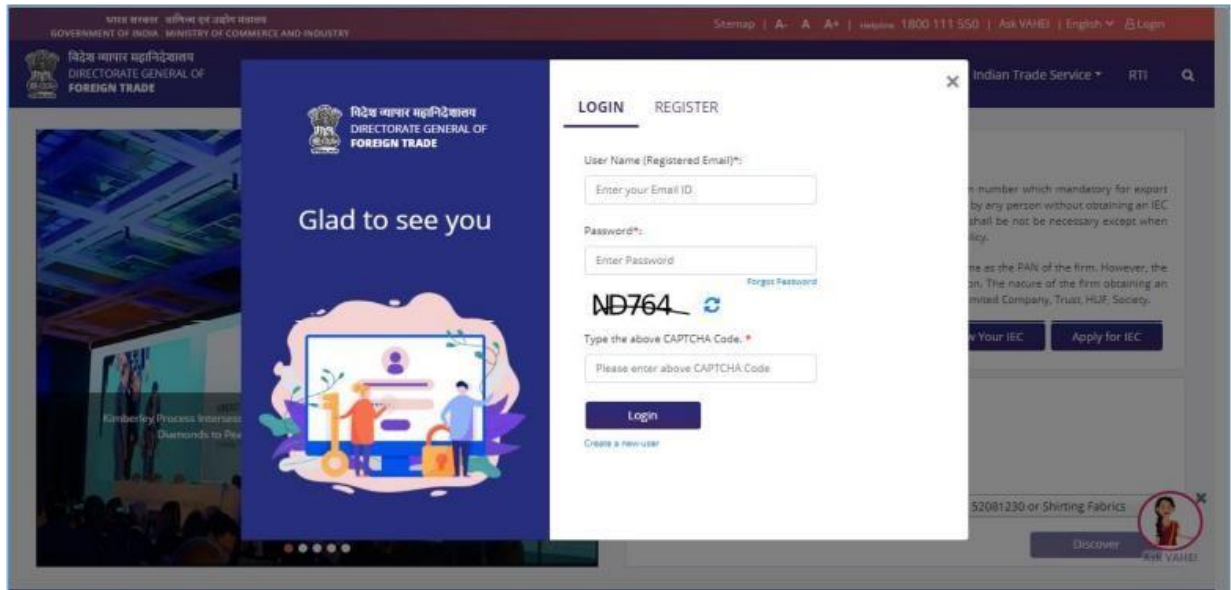 भारत सरकार वाणिज्य एवं उद्योग मंत्रालय
GOVERNMENT OF INDIA MINISTRY OF COMMERCE AND INDUSTRY
Sitemap | A- A A+ | Helpline 1800 111 550 | Ask VAHEI | English Login
विदेश व्यापार महानिदेशालय
DIRECTORATE GENERAL OF
FOREIGN TRADE
Indian Trade Service RTI
विदेश व्यापार महानिदेशालय
DIRECTORATE GENERAL OF
FOREIGN TRADE
Glad to see you
×
LOGIN REGISTER
User Name (Registered Email)*:
Enter your Email ID
Password*:
Enter Password
Forgot Password
ND764
Type the above CAPTCHA Code. *
Please enter above CAPTCHA Code
Login
Create a new user
number which mandatory for export
by any person without obtaining an IEC
shall be not be necessary except when
as the PAN of the firm. However, the
The nature of the firm obtaining an
Company, Trust, HUF, Society.
Your IEC
Apply for IEC
Kimberley Process
Diamonds to
52081230 or Shirting Fabrics
Discover
Ask VAHEI